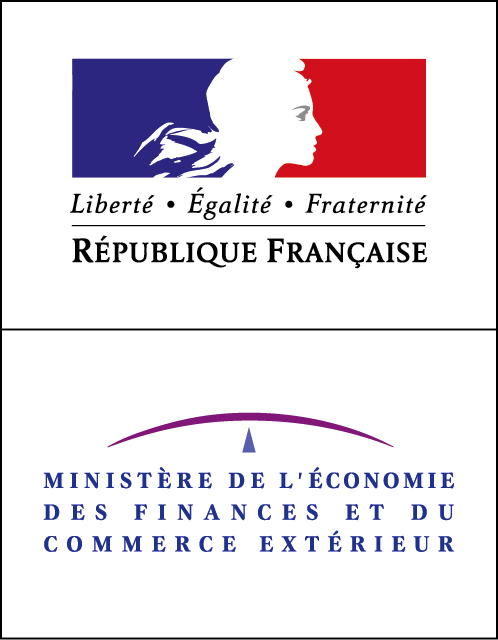 Liberté • Égalité • Fraternité
RÉPUBLIQUE FRANÇAISE
MINISTÈRE DE L'ÉCONOMIE
DES FINANCES ET DU
COMMERCE EXTÉRIEUR